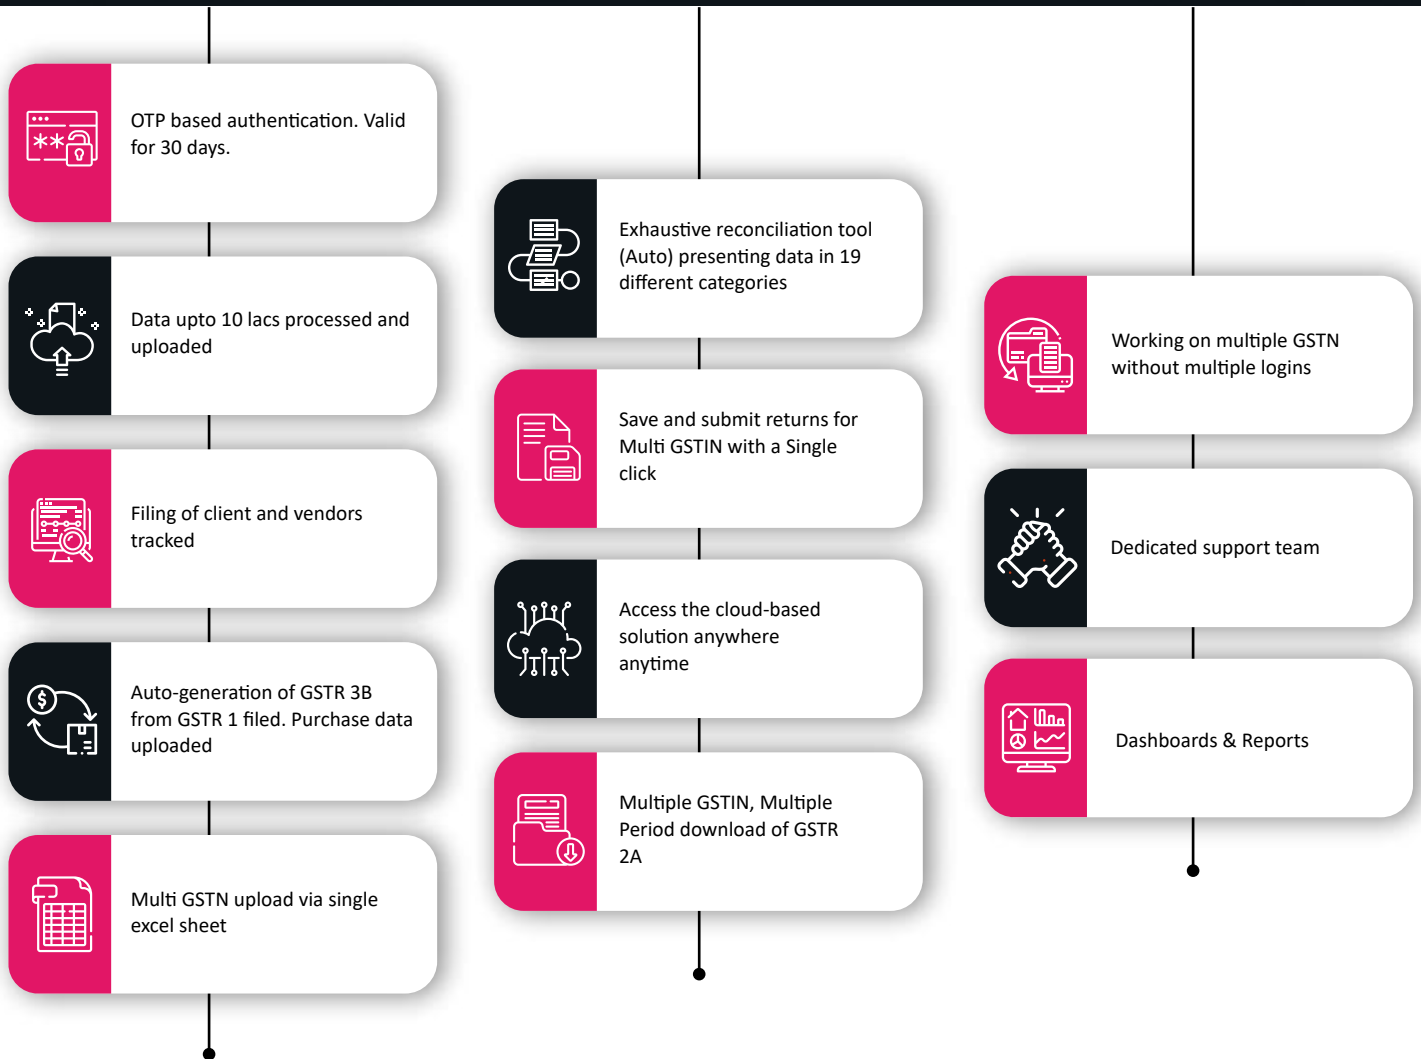 OTP based authentication. Valid
for 30 days.
Data upto 10 lacs processed and
uploaded
Filing of client and vendors
tracked
Auto-generation of GSTR 3B
from GSTR 1 filed. Purchase data
uploaded
Multi GSTN upload via single
excel sheet
Exhaustive reconciliation tool
(Auto) presenting data in 19
different categories
Save and submit returns for
Multi GSTIN with a Single
click
Access the cloud-based
solution anywhere
anytime
Multiple GSTIN, Multiple
Period download of GSTR
2A
Working on multiple GSTN
without multiple logins
Dedicated support team
Dashboards & Reports